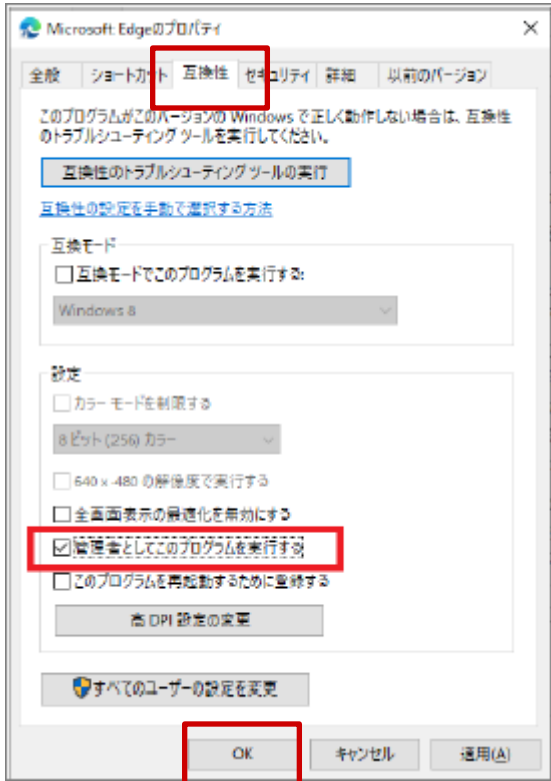 Microsoft Edgeのプロパティ
全般 ショートカット 互換性 セキュリティ 詳細 以前のバージョン
このプログラムがこのバージョンの Windows で正しく動作しない場合は、互換性
のトラブルシューティング ツールを実行してください。
互換性のトラブルシューティング ツールの実行
互換性の設定を手動で選択する方法
互換モード
互換モードでこのプログラムを実行する:
Windows 8
設定
カラー モードを制限する
8 ビット (256) カラー
640 x 480 の解像度で実行する
全画面表示の最適化を無効にする
管理者としてこのプログラムを実行する
このプログラムを再起動するために登録する
高 DPI 設定の変更
すべてのユーザーの設定を変更
OK キャンセル 適用(A)